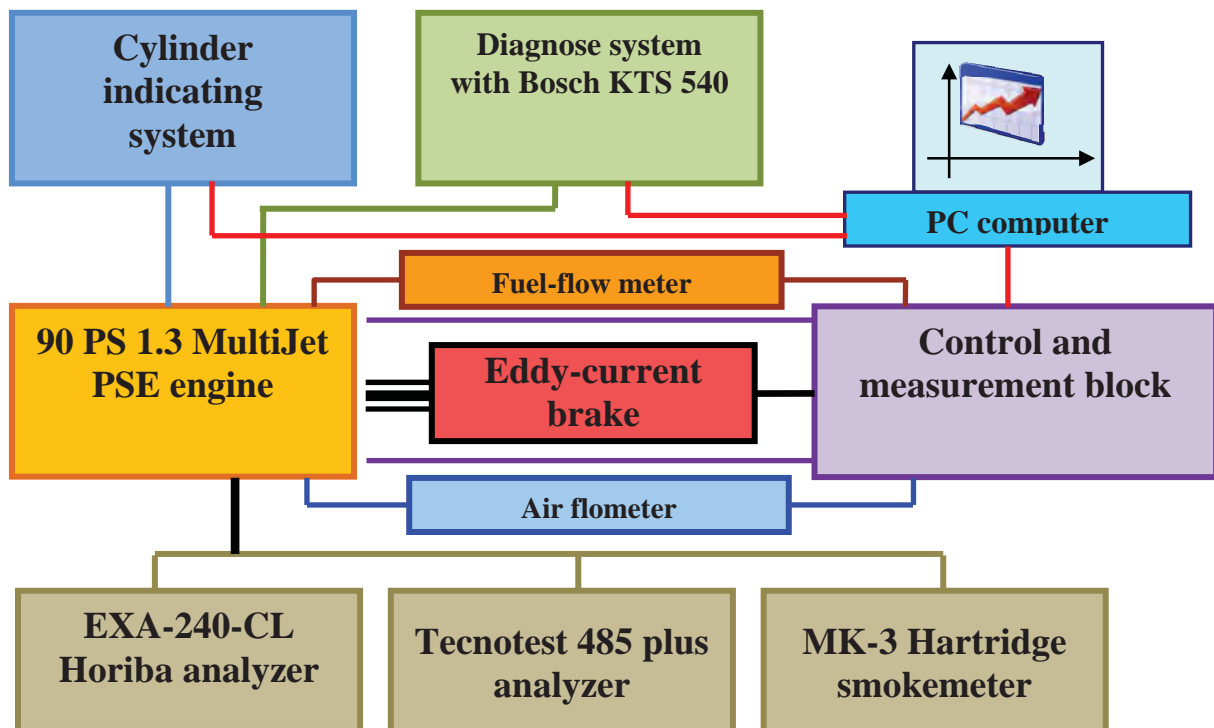 Cylinder
indicating
system
Diagnose system
with Bosch KTS 540
PC computer
Fuel-flow meter
90 PS 1.3 MultiJet
PSE engine
Eddy-current
brake
Control and
measurement block
Air flometer
EXA-240-CL
Horiba analyzer
Tecnotest 485 plus
analyzer
MK-3 Hartridge
smokemeter